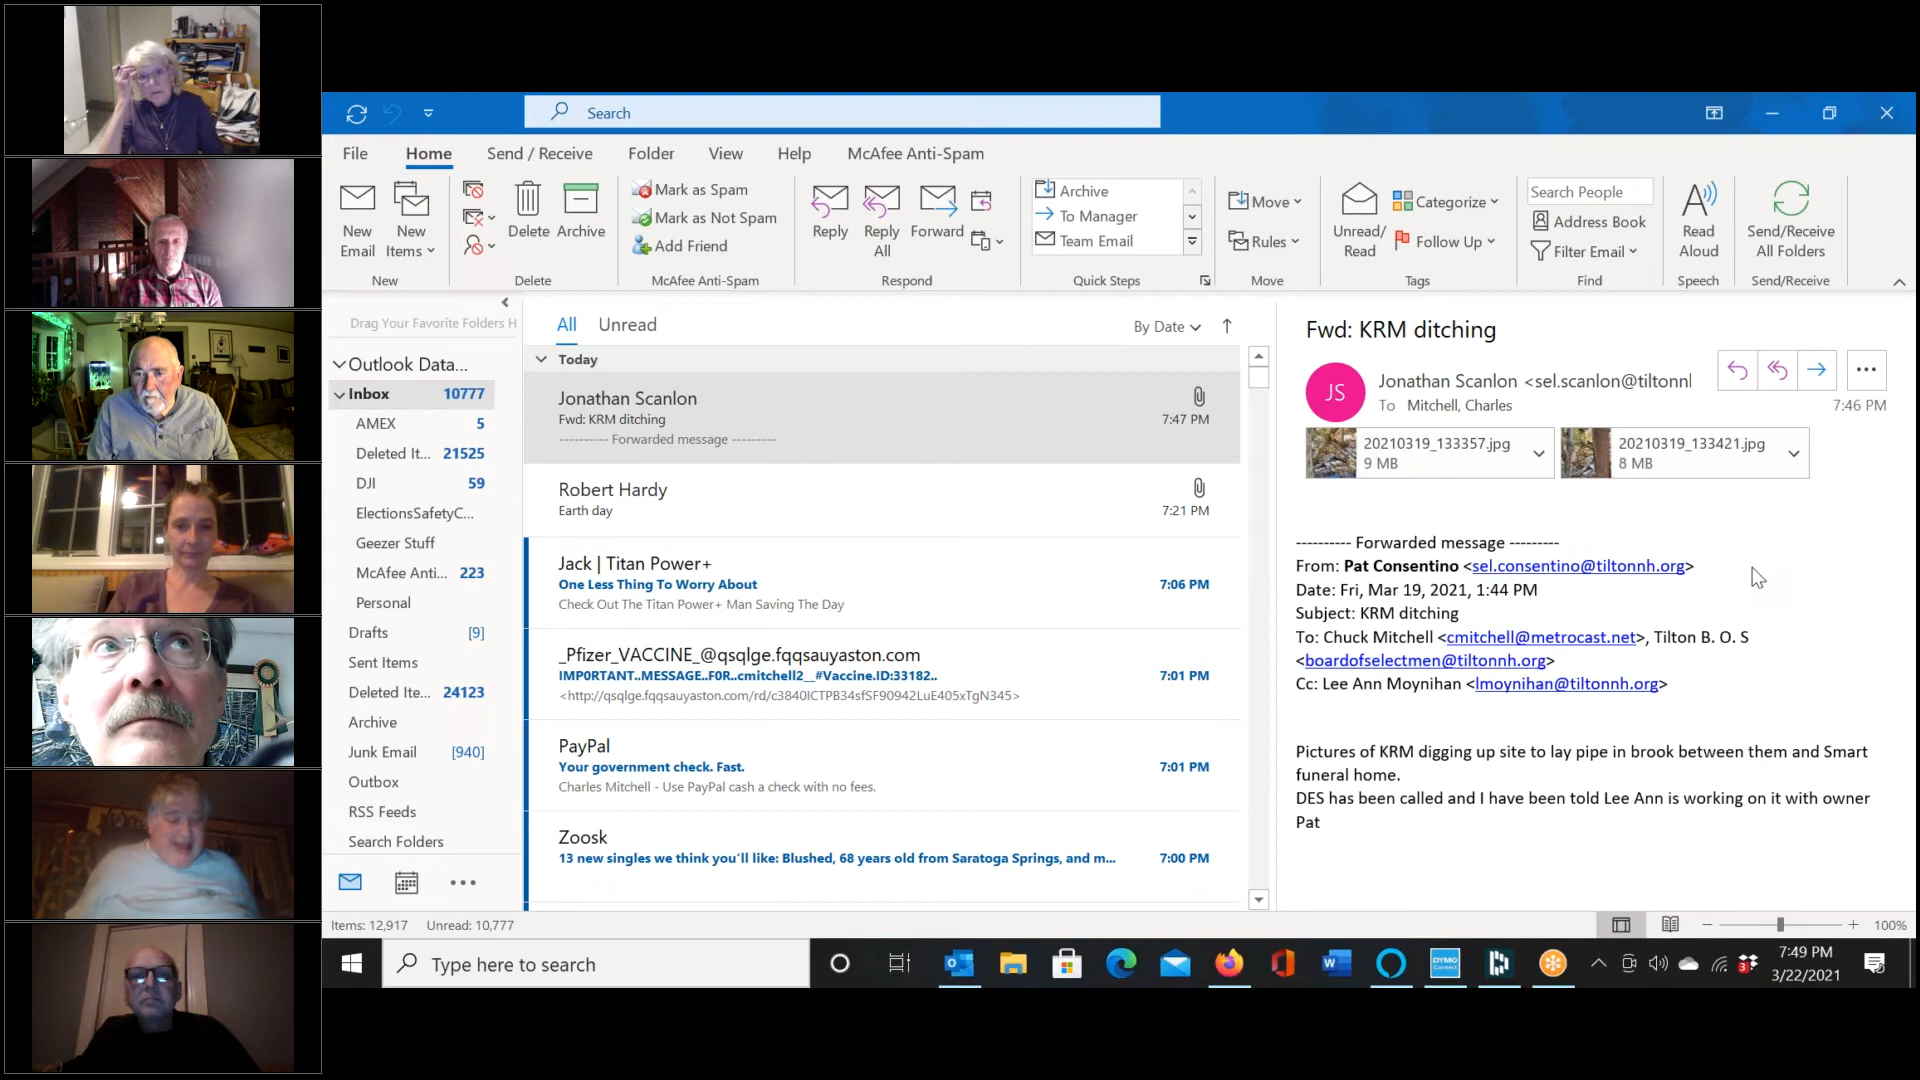 Search
File Home Send / Receive Folder View Help McAfee Anti-Spam
New Email
New Items
Delete
Archive
Mark as Spam
Mark as Not Spam
Add Friend
Reply
Reply All
Forward
Archive
To Manager
Team Email
Move
Rules
Unread/ Read
Categorize
Follow Up
Search People
Address Book
Filter Email
Read Aloud
Send/Receive All Folders
New Delete McAfee Anti-Spam Respond Quick Steps Move Tags Find Speech Send/Receive
Drag Your Favorite Folders H
Outlook Data...
Inbox 10777
AMEX 5
Deleted It... 21525
DJI 59
ElectionsSafetyC...
Geezer Stuff
McAfee Anti... 223
Personal
Drafts [9]
Sent Items
Deleted Ite... 24123
Archive
Junk Email [940]
Outbox
RSS Feeds
Search Folders
All Unread By Date
Today
Jonathan Scanlon
Fwd: KRM ditching 7:47 PM
---------- Forwarded message ---------
Robert Hardy
Earth day 7:21 PM
Jack | Titan Power+
One Less Thing To Worry About 7:06 PM
Check Out The Titan Power+ Man Saving The Day
_Pfizer_VACCINE_@qsqlge.fqqsauyaston.com
IMP0RTANT..MESSAGE..F0R..cmitchell2__#Vaccine.ID:33182.. 7:01 PM
<http://qsqlge.fqqsauyaston.com/rd/c3840ICTPB34sfSF90942LuE405xTgN345>
PayPal
Your government check. Fast. 7:01 PM
Charles Mitchell - Use PayPal cash a check with no fees.
Zoosk
13 new singles we think you'll like: Blushed, 68 years old from Saratoga Springs, and m... 7:00 PM
Fwd: KRM ditching
JS
Jonathan Scanlon <sel.scanlon@tiltonnl
To Mitchell, Charles
7:46 PM
20210319_133357.jpg
9 MB
20210319_133421.jpg
8 MB
---------- Forwarded message ---------
From: Pat Consentino <sel.consentino@tiltonnh.org>
Date: Fri, Mar 19, 2021, 1:44 PM
Subject: KRM ditching
To: Chuck Mitchell <cmitchell@metrocast.net>, Tilton B. O. S
<boardofselectmen@tiltonnh.org>
Cc: Lee Ann Moynihan <lmoynihan@tiltonnh.org>
Pictures of KRM digging up site to lay pipe in brook between them and Smart
funeral home.
DES has been called and I have been told Lee Ann is working on it with owner
Pat
Items: 12,917 Unread: 10,777
100%
Type here to search
DYMO
Connect
3
7:49 PM
3/22/2021